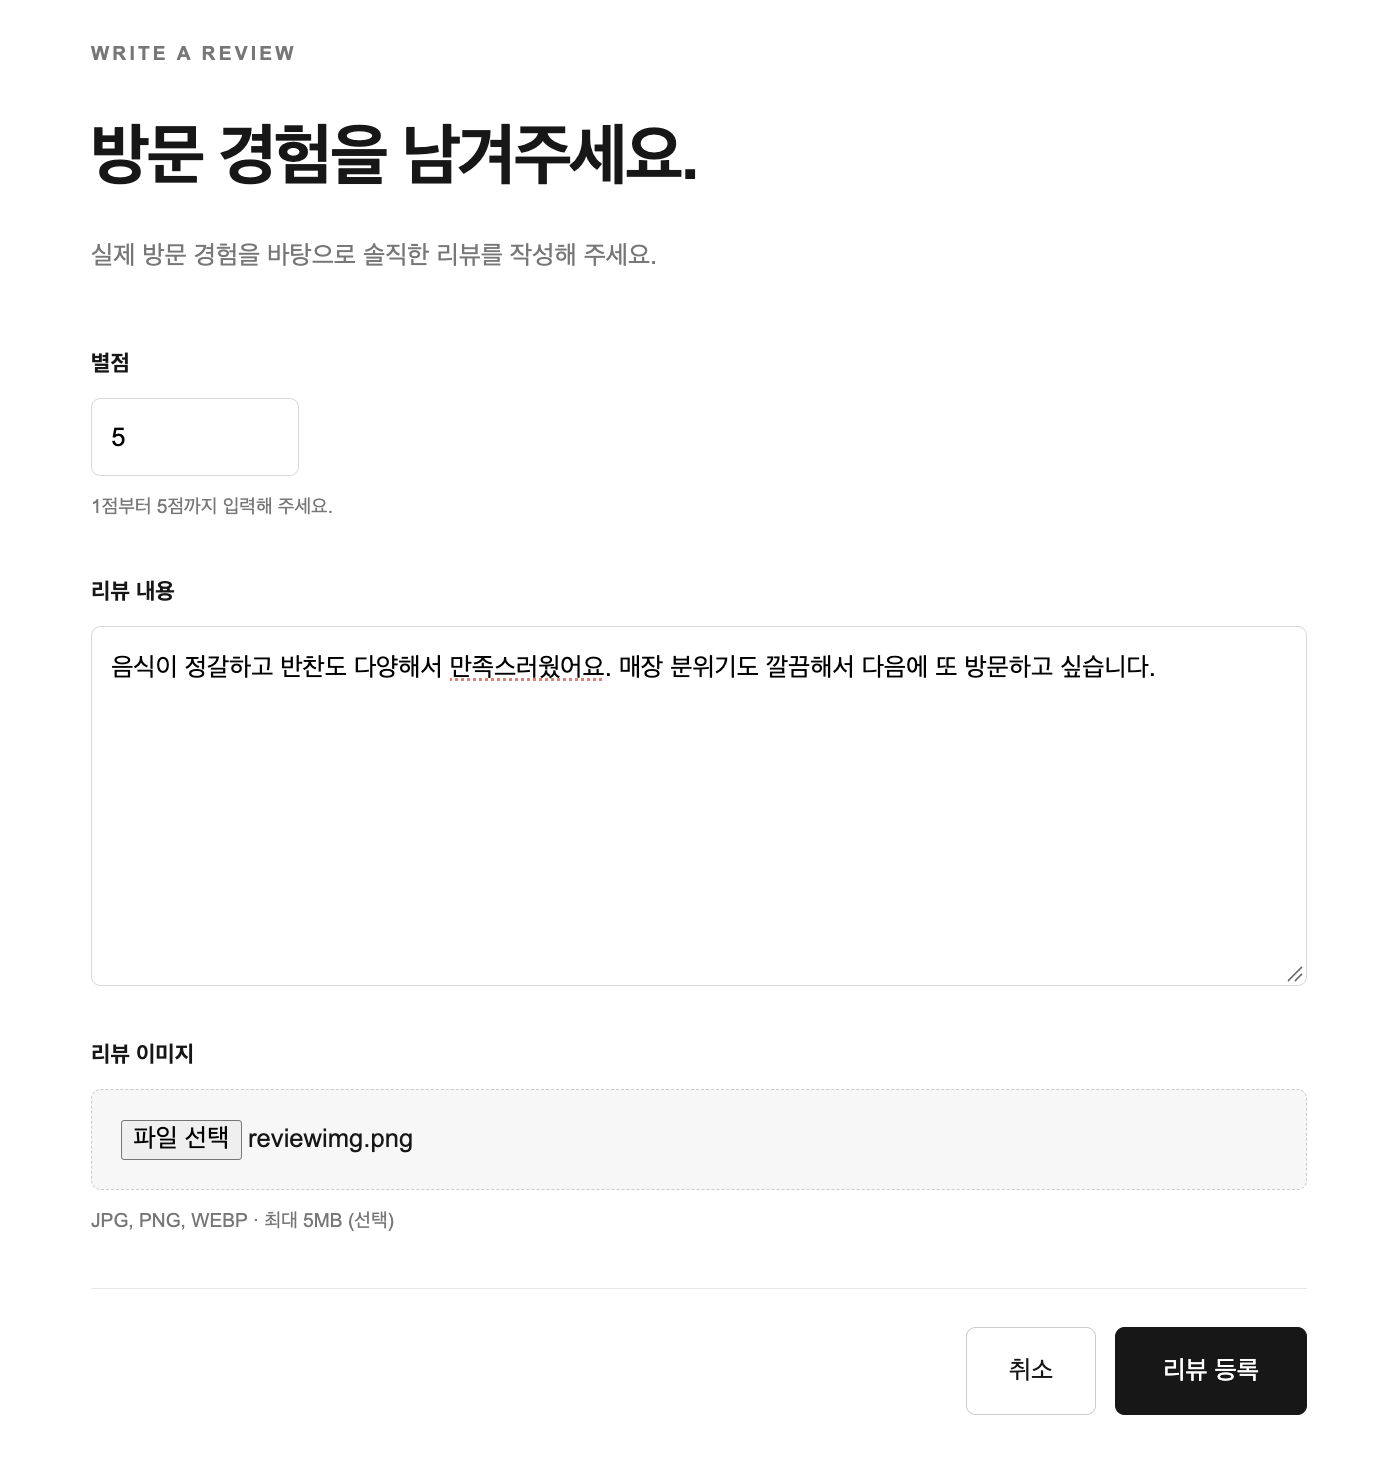 WRITE A REVIEW
방문 경험을 남겨주세요.
실제 방문 경험을 바탕으로 솔직한 리뷰를 작성해 주세요.
별점
5
1점부터 5점까지 입력해 주세요.
리뷰 내용
음식이 정갈하고 반찬도 다양해서 만족스러웠어요. 매장 분위기도 깔끔해서 다음에 또 방문하고 싶습니다.
리뷰 이미지
파일 선택 reviewimg.png
JPG, PNG, WEBP · 최대 5MB (선택)
취소 리뷰 등록